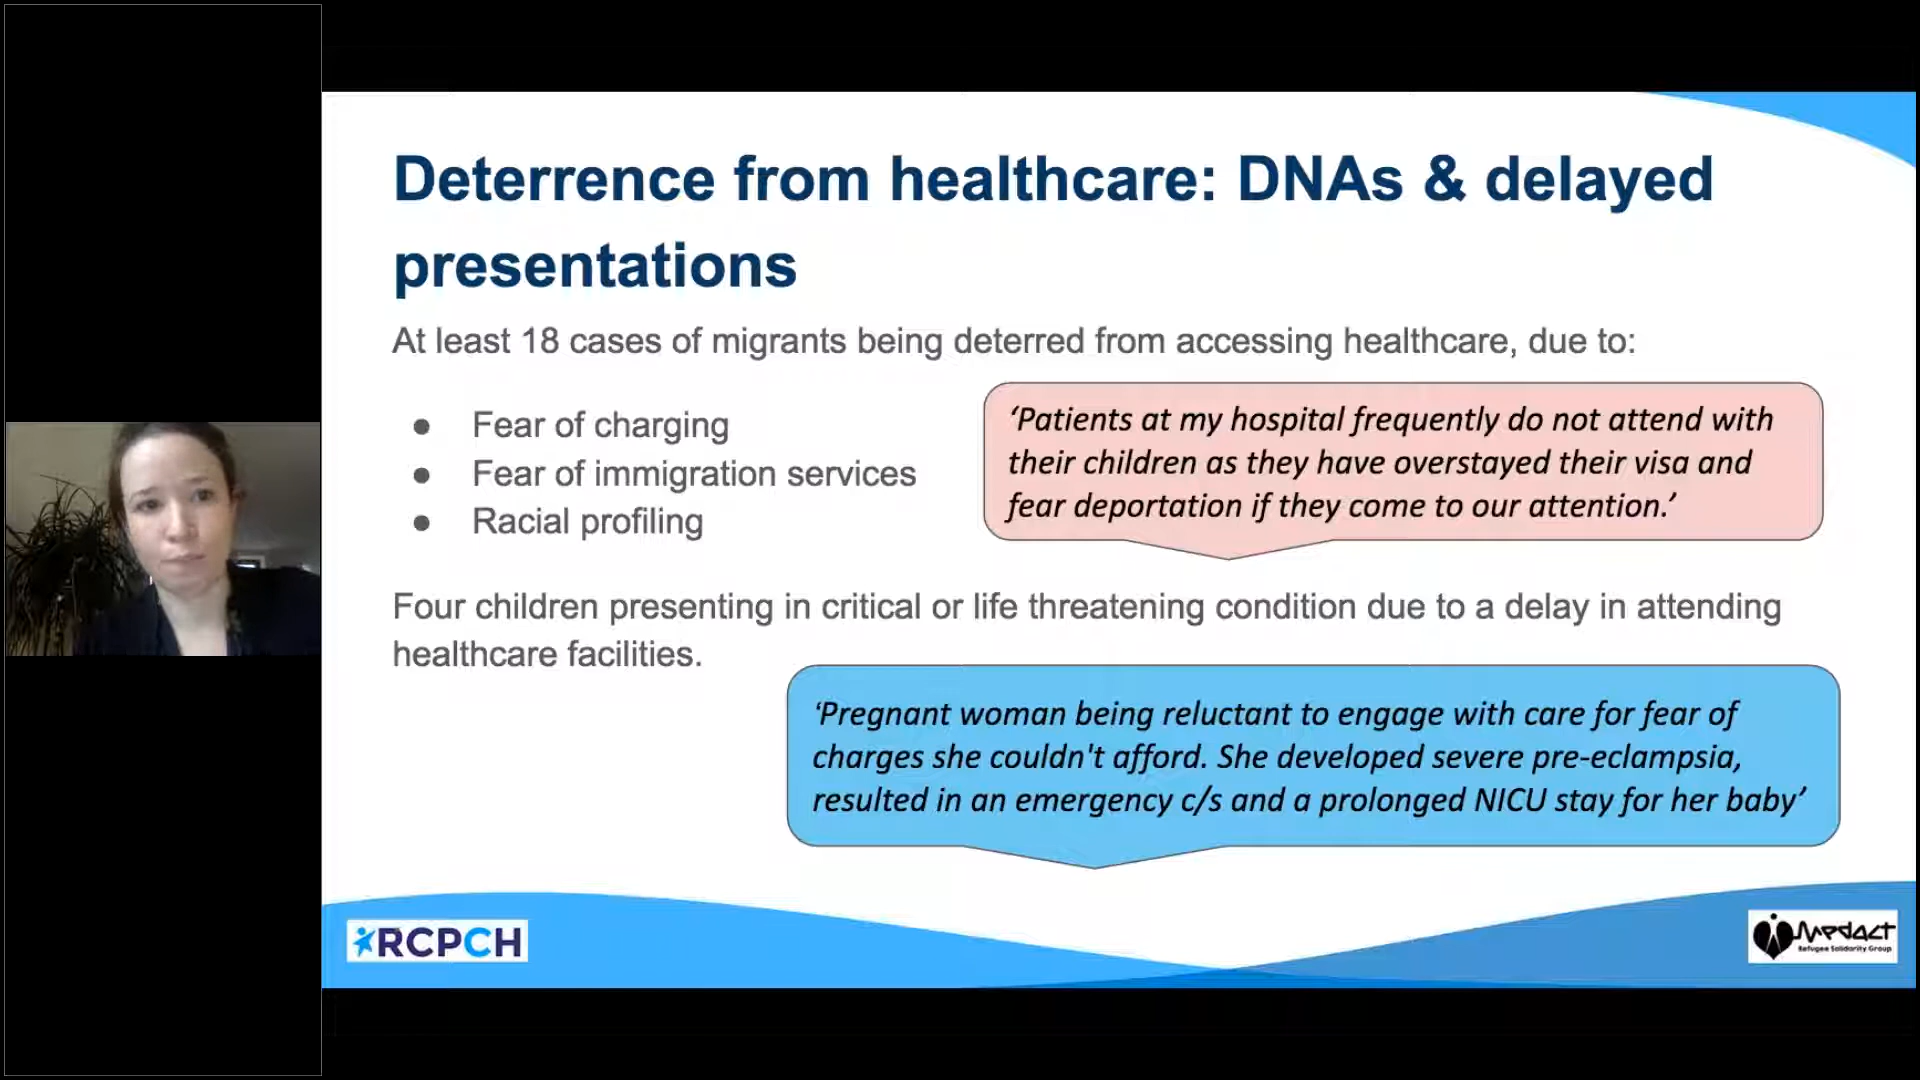 Deterrence from healthcare: DNAs & delayed
presentations
At least 18 cases of migrants being deterred from accessing healthcare, due to:
● Fear of charging
● Fear of immigration services
● Racial profiling
‘Patients at my hospital frequently do not attend with
their children as they have overstayed their visa and
fear deportation if they come to our attention.’
Four children presenting in critical or life threatening condition due to a delay in attending
healthcare facilities.
‘Pregnant woman being reluctant to engage with care for fear of
charges she couldn't afford. She developed severe pre-eclampsia,
resulted in an emergency c/s and a prolonged NICU stay for her baby’
RCPCH
Medact
Refugee Solidarity Group